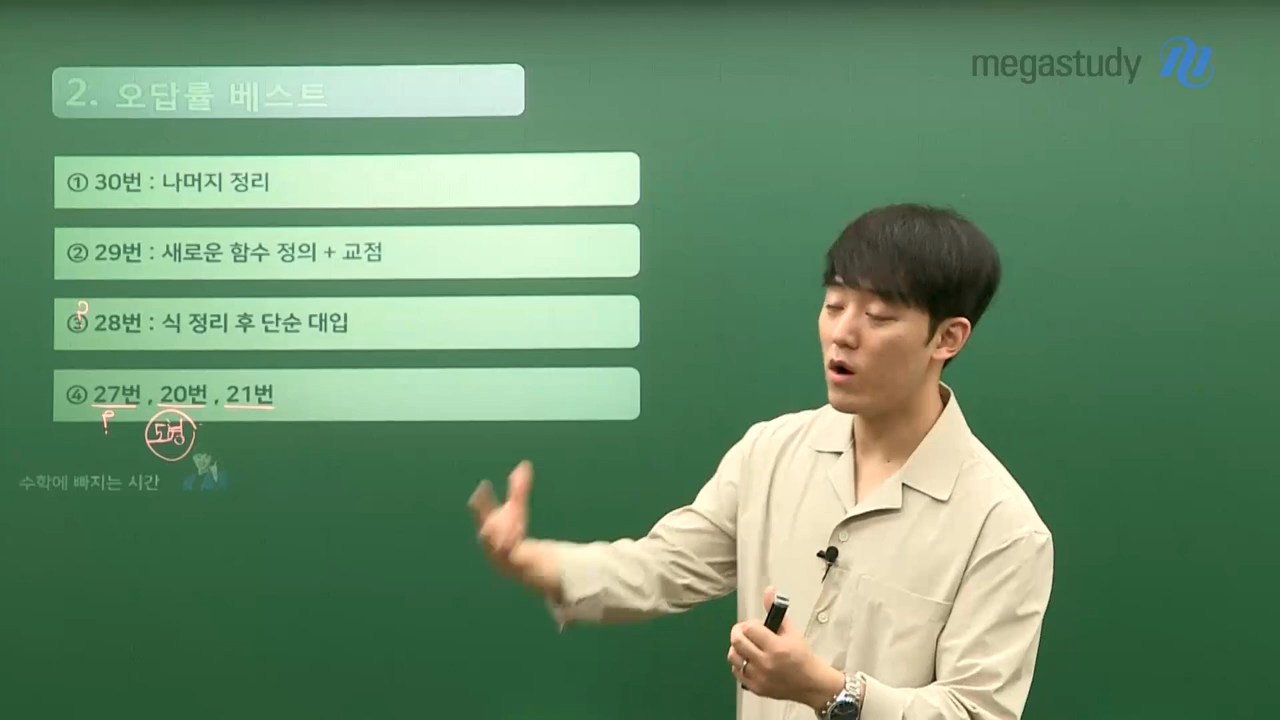 megastudy
2. 오답률 베스트
① 30번 : 나머지 정리
② 29번 : 새로운 함수 정의 + 교점
③ 28번 : 식 정리 후 단순 대입
④ 27번 , 20번 , 21번
도형
수학에 빠지는 시간